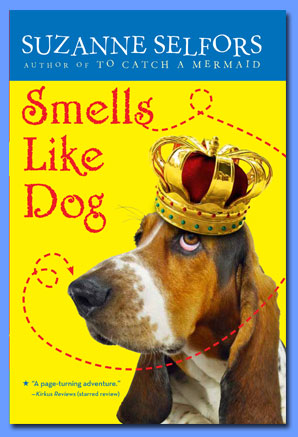 SUZANNE SELFORS
AUTHOR OF TO CATCH A MERMAID
Smells
Like
Dog
★ "A page-turning adventure."
—Kirkus Reviews (starred review)